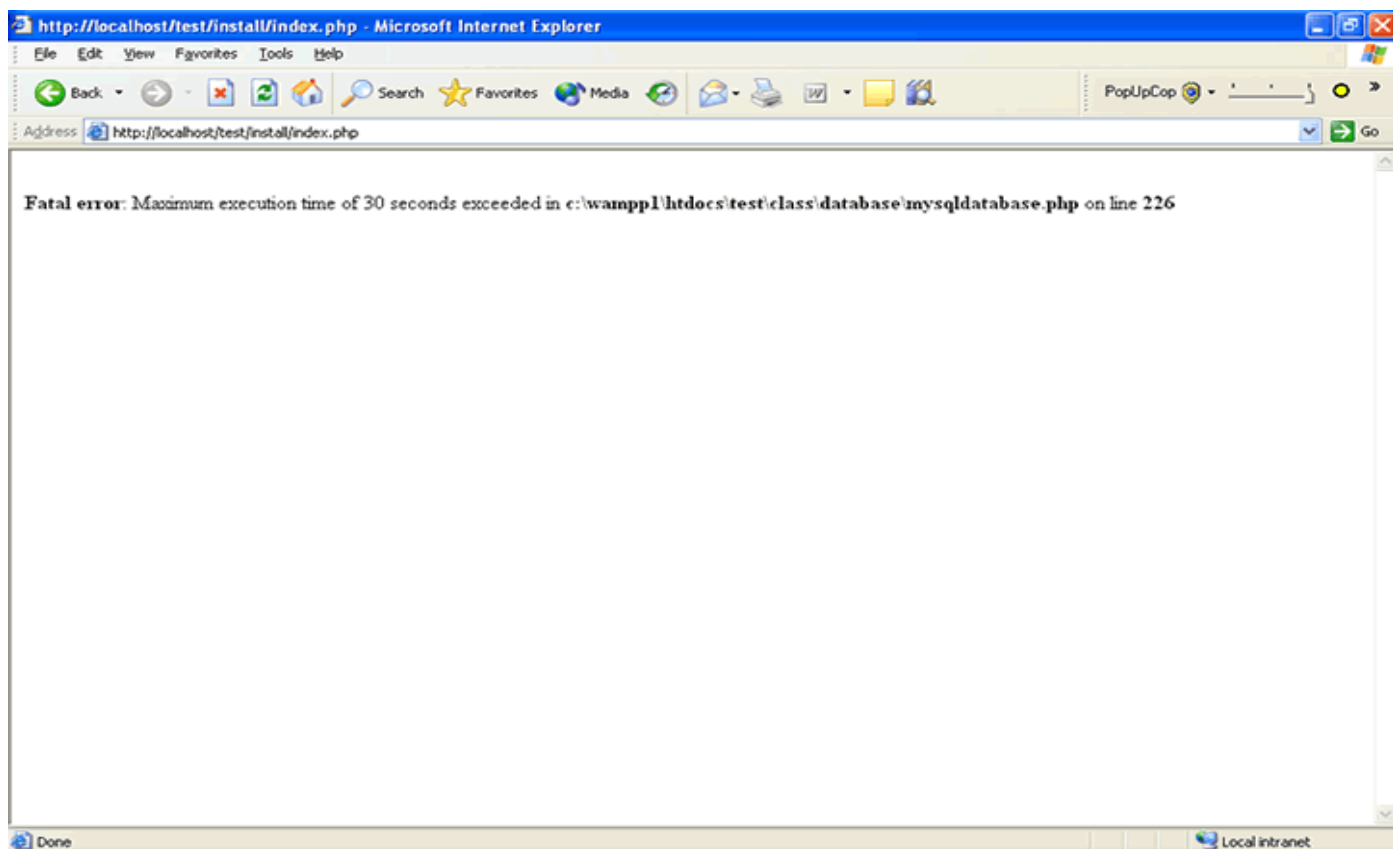 http://localhost/test/install/index.php - Microsoft Internet Explorer
File Edit View Favorites Tools Help
Back Search Favorites Media PopUpCop
Address http://localhost/test/install/index.php Go
Fatal error: Maximum execution time of 30 seconds exceeded in c:\wampp1\htdocs\test\class\database\mysqldatabase.php on line 226
Done Local intranet